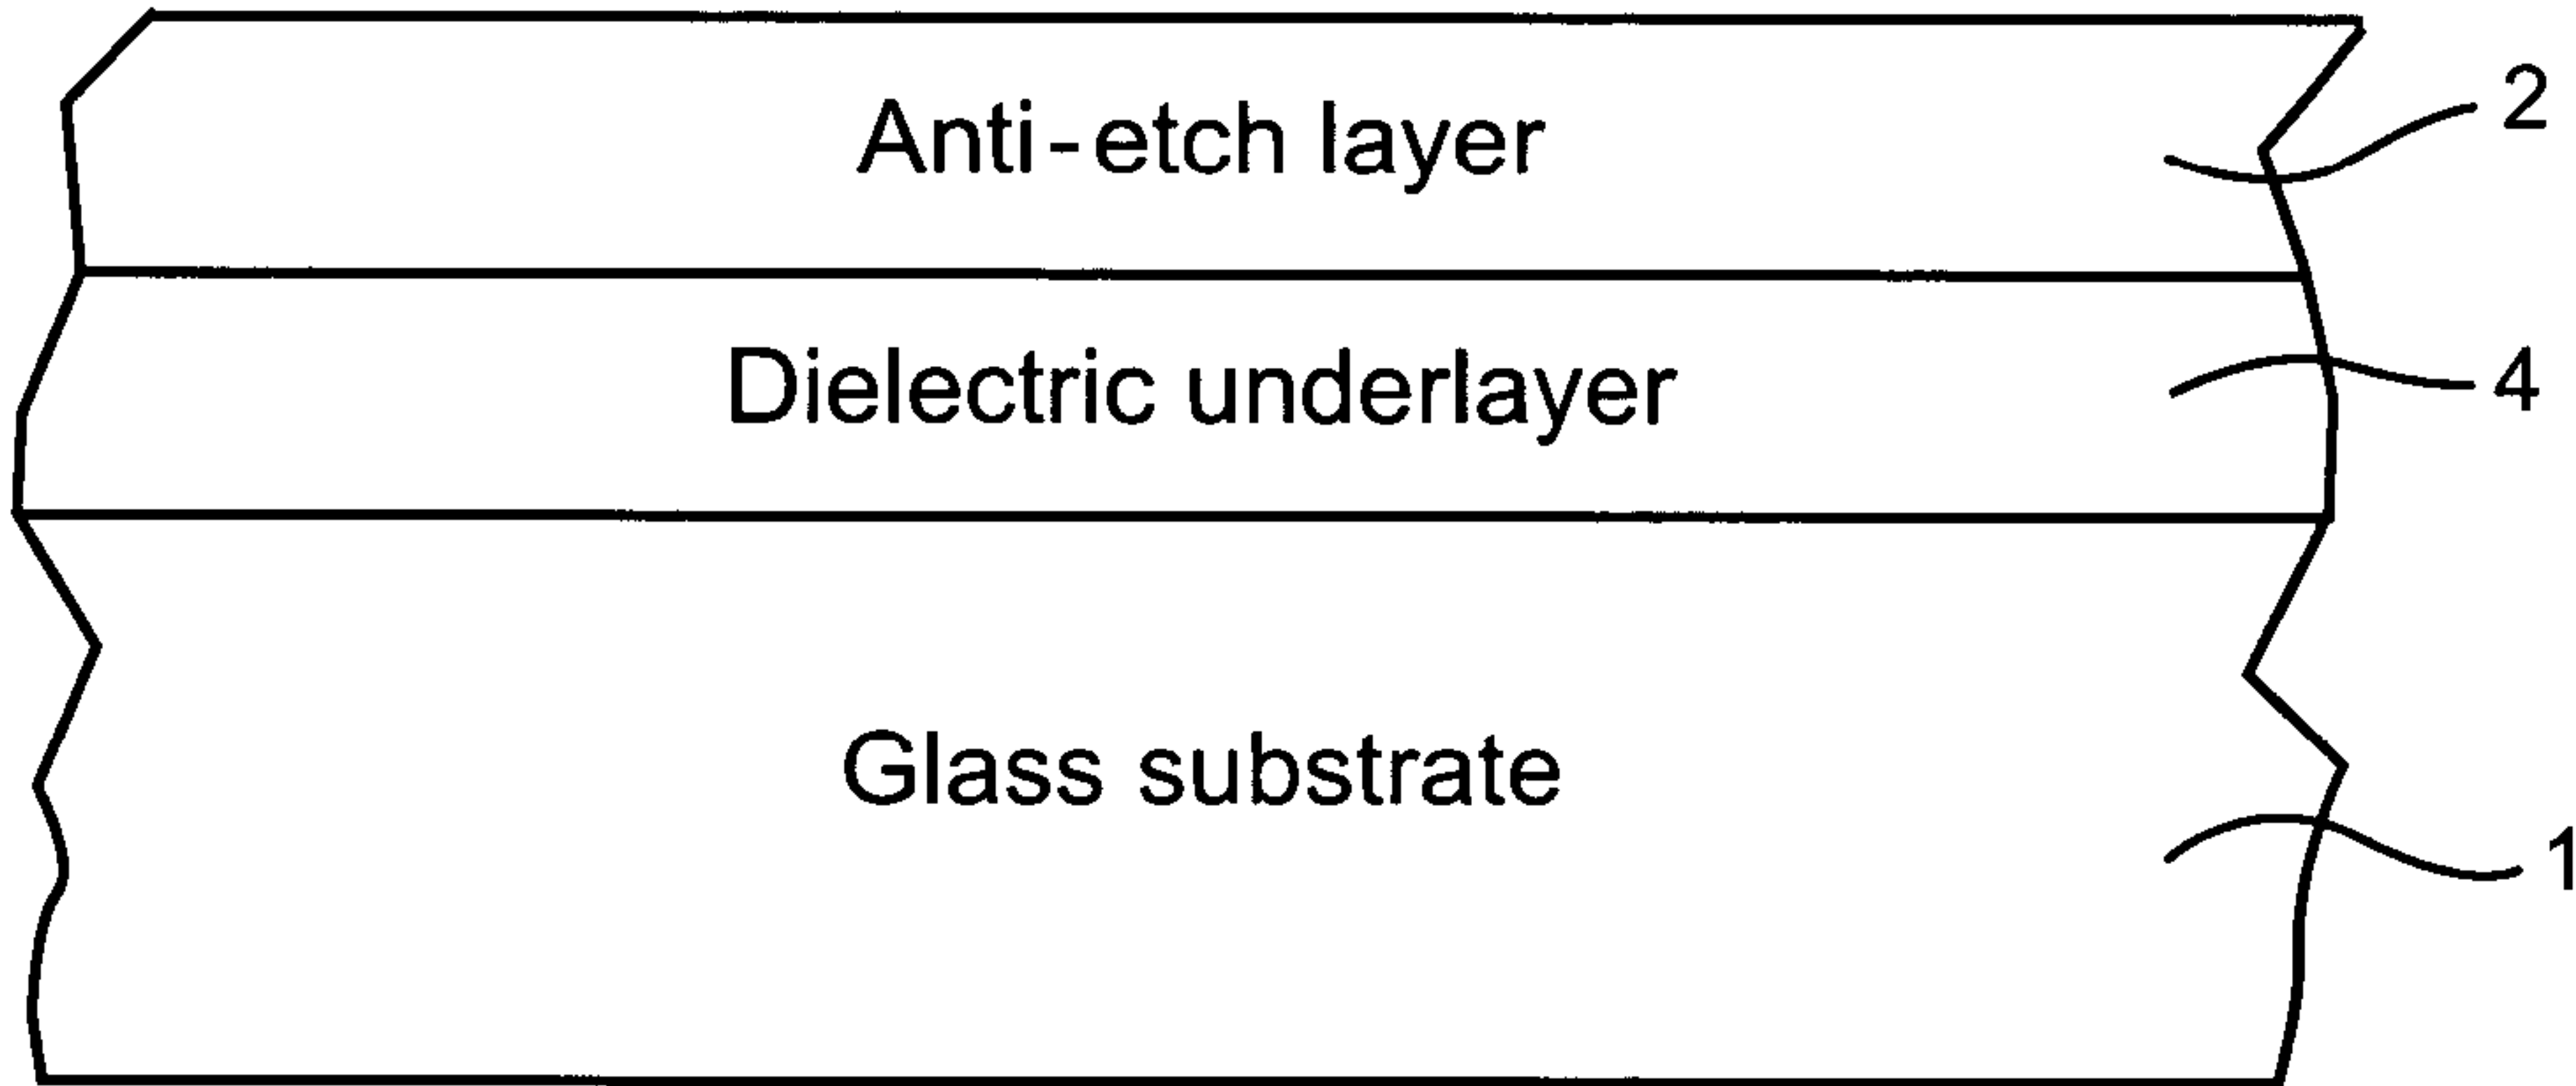 Anti-etch layer
2
Dielectric underlayer
4
Glass substrate
1